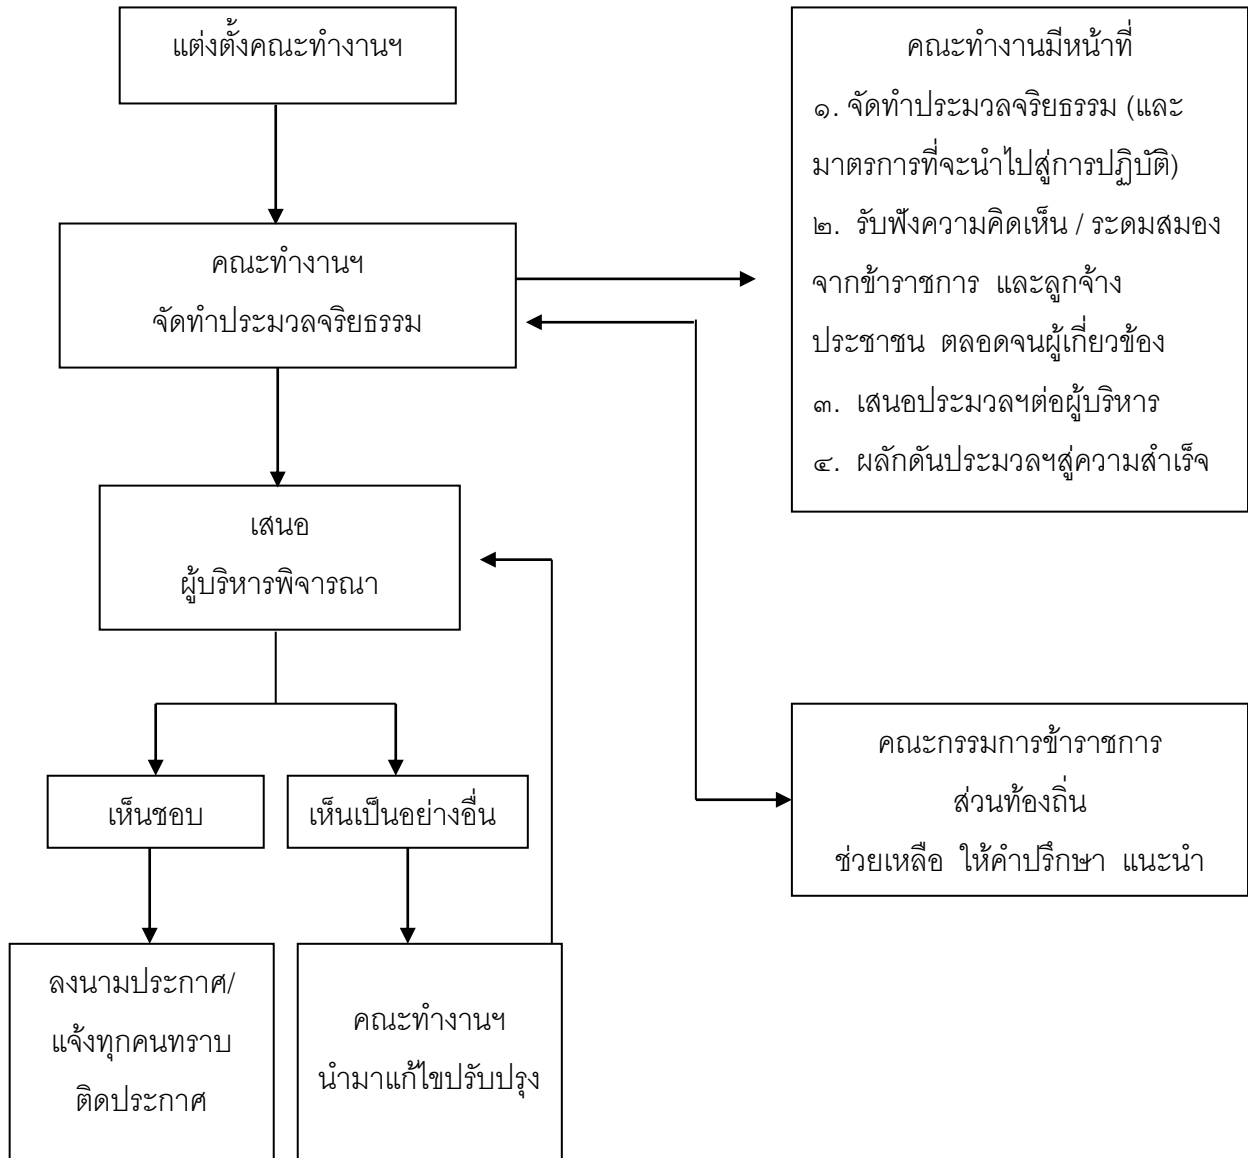 แต่งตั้งคณะทำงานฯ
คณะทำงานฯ
จัดทำประมวลจริยธรรม
เสนอ
ผู้บริหารพิจารณา
เห็นชอบ
เห็นเป็นอย่างอื่น
ลงนามประกาศ/
แจ้งทุกคนทราบ
ติดประกาศ
คณะทำงานฯ
นำมาแก้ไขปรับปรุง
คณะทำงานมีหน้าที่
๑. จัดทำประมวลจริยธรรม (และ
มาตรการที่จะนำไปสู่การปฏิบัติ)
๒. รับฟังความคิดเห็น / ระดมสมอง
จากข้าราชการ และลูกจ้าง
ประชาชน ตลอดจนผู้เกี่ยวข้อง
๓. เสนอประมวลฯต่อผู้บริหาร
๔. ผลักดันประมวลฯสู่ความสำเร็จ
คณะกรรมการข้าราชการ
ส่วนท้องถิ่น
ช่วยเหลือ ให้คำปรึกษา แนะนำ